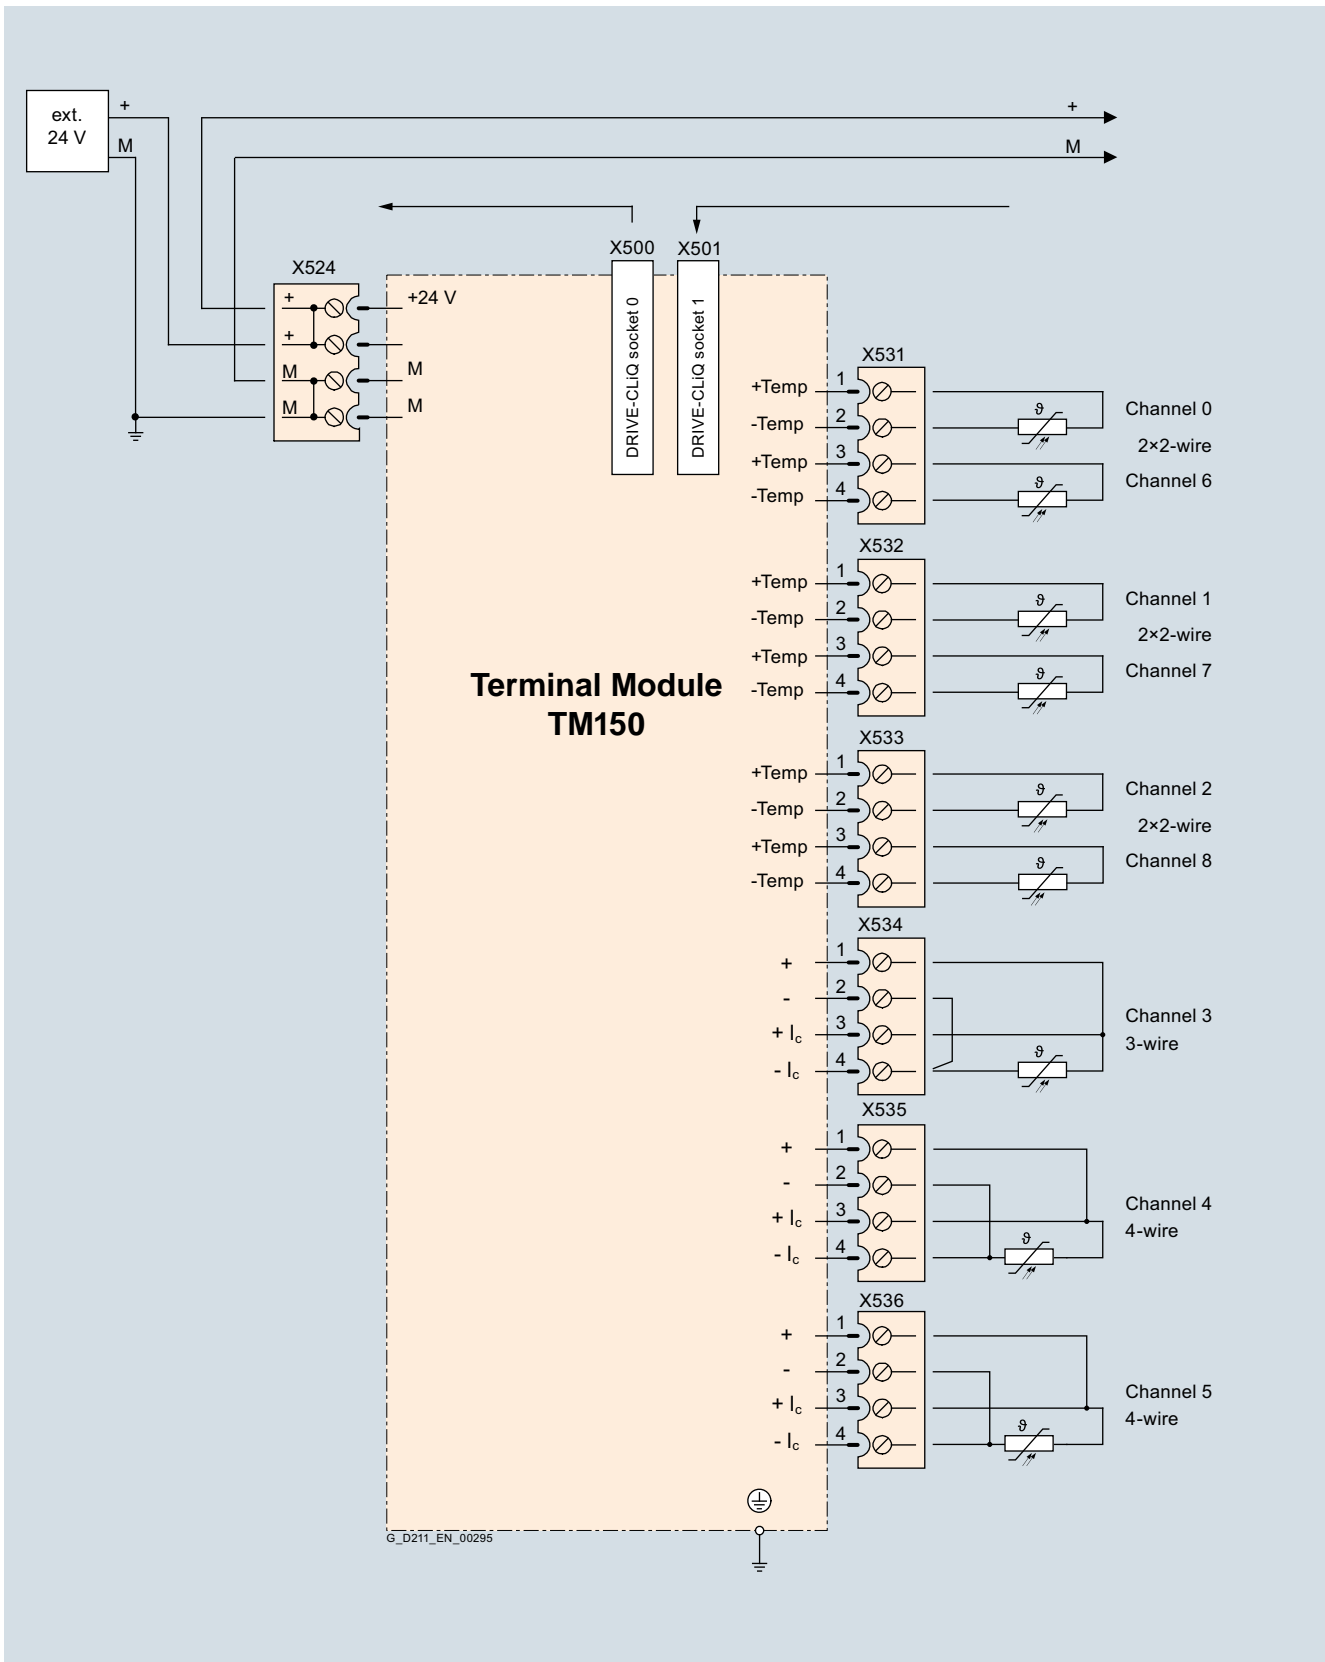 ext.
24 V
+
M
+
M
X500
X501
X524
+
+
M
M
+24 V
M
M
DRIVE-CLiQ socket 0
DRIVE-CLiQ socket 1
Terminal Module
TM150
X531
+Temp 1
-Temp 2
+Temp 3
-Temp 4
ϑ
ϑ
Channel 0
2×2-wire
Channel 6
X532
+Temp 1
-Temp 2
+Temp 3
-Temp 4
ϑ
ϑ
Channel 1
2×2-wire
Channel 7
X533
+Temp 1
-Temp 2
+Temp 3
-Temp 4
ϑ
ϑ
Channel 2
2×2-wire
Channel 8
X534
+ 1
- 2
+ Ic 3
- Ic 4
ϑ
Channel 3
3-wire
X535
+ 1
- 2
+ Ic 3
- Ic 4
ϑ
Channel 4
4-wire
X536
+ 1
- 2
+ Ic 3
- Ic 4
ϑ
Channel 5
4-wire
G_D211_EN_00295